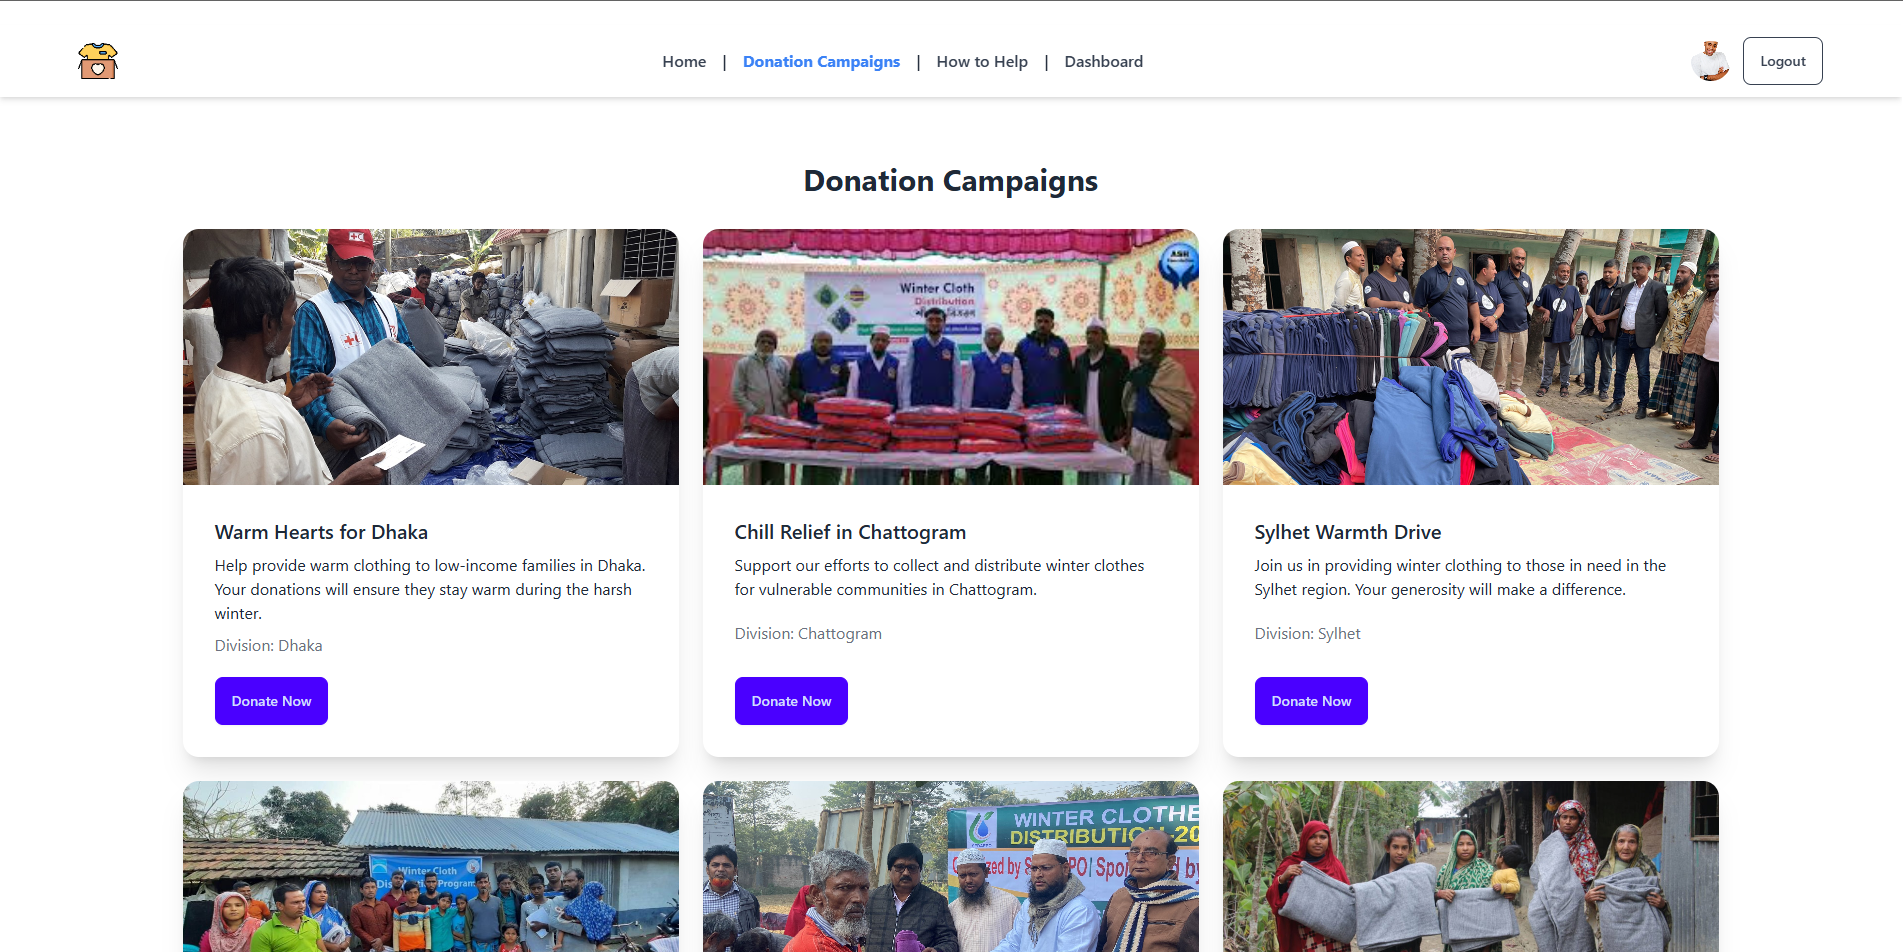 Home | Donation Campaigns | How to Help | Dashboard
Logout
Donation Campaigns
ASH
Winter Cloth
Distribution
Warm Hearts for Dhaka
Help provide warm clothing to low-income families in Dhaka.
Your donations will ensure they stay warm during the harsh
winter.
Division: Dhaka
Donate Now
Chill Relief in Chattogram
Support our efforts to collect and distribute winter clothes
for vulnerable communities in Chattogram.
Division: Chattogram
Donate Now
Sylhet Warmth Drive
Join us in providing winter clothing to those in need in the
Sylhet region. Your generosity will make a difference.
Division: Sylhet
Donate Now
Winter Cloth
Program
WINTER CLOTHE
DISTRIBUTION-20